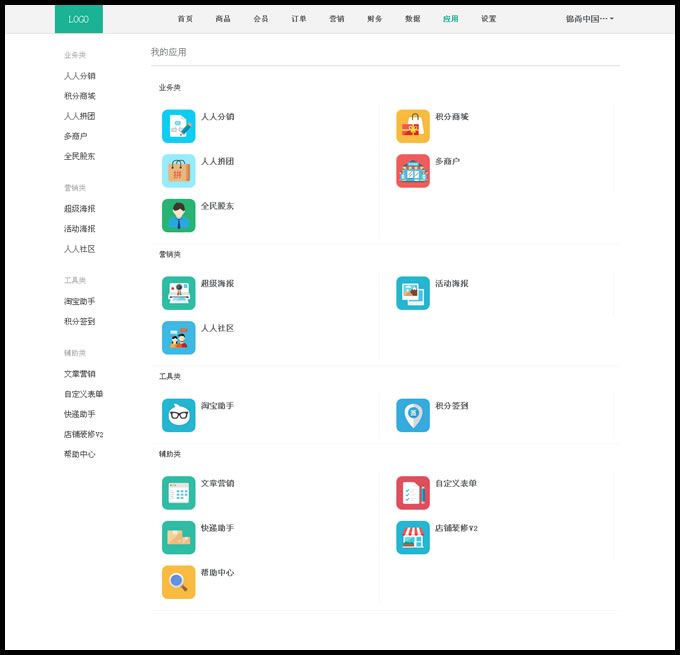 LOGO
首页 商品 会员 订单 营销 财务 数据 应用 设置 锦尚中国…
业务类
人人分销
积分商城
人人拼团
多商户
全民股东
营销类
超级海报
活动海报
人人社区
工具类
淘宝助手
积分签到
辅助类
文章营销
自定义表单
快递助手
店铺装修V2
帮助中心
我的应用
业务类
人人分销 积分商城
人人拼团 多商户
拼
全民股东
营销类
超级海报 活动海报
人人社区
工具类
淘宝助手 积分签到
辅助类
文章营销 自定义表单
快递助手 店铺装修V2
帮助中心